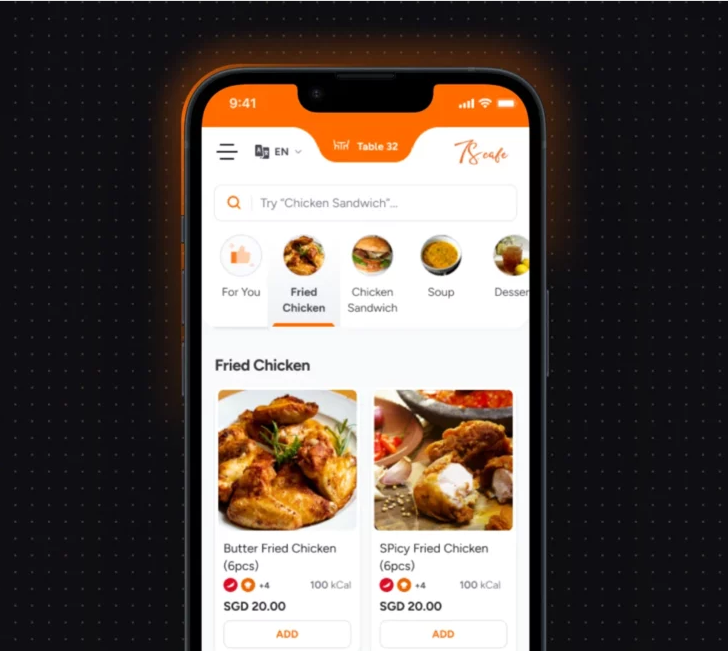 9:41
EN
Table 32
TS cafe
Try “Chicken Sandwich”...
For You
Fried
Chicken
Chicken
Sandwich
Soup
Desser
Fried Chicken
Butter Fried Chicken
(6pcs)
+4
100 kCal
SGD 20.00
ADD
SPicy Fried Chicken
(6pcs)
+4
100 kCal
SGD 20.00
ADD